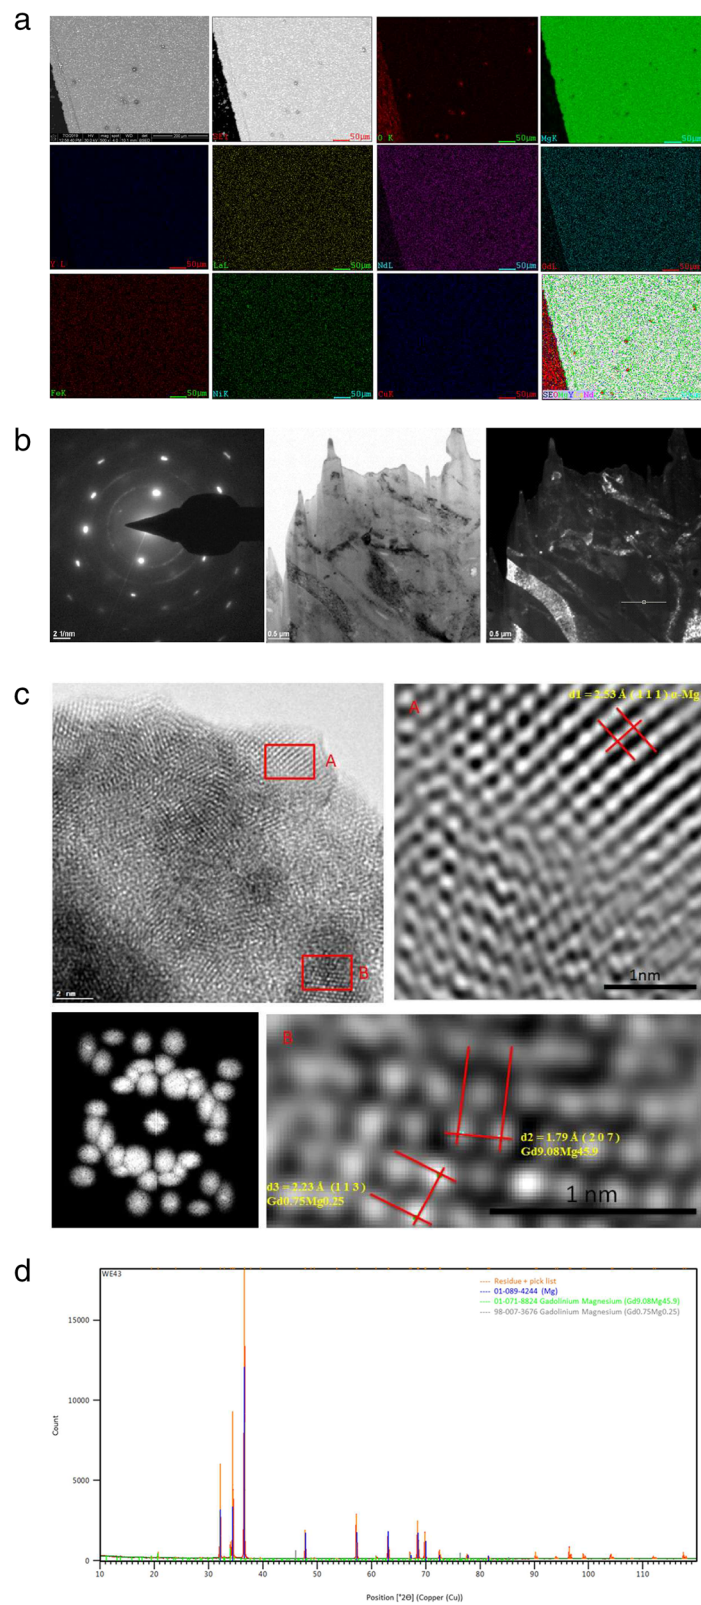 a
50μm
50μm
O K
50μm
MgK
50μm
Y L
50μm
LaL
50μm
NdL
50μm
GdL
50μm
FeK
50μm
NiK
50μm
CuK
50μm
b
2 1/nm
0.5 μm
0.5 μm
c
A
B
2 nm
A
d1 = 2.53 Å (1 1 1) α-Mg
1nm
B
d2 = 1.79 Å (2 0 7)
Gd9.08Mg45.9
d3 = 2.23 Å (1 1 3)
Gd0.75Mg0.25
1 nm
d
WE43
Residue + pick list
01-089-4244 (Mg)
01-071-8824 Gadolinium Magnesium (Gd9.08Mg45.9)
98-007-3676 Gadolinium Magnesium (Gd0.75Mg0.25)
15000
10000
5000
0
Count
10 20 30 40 50 60 70 80 90 100 110
Position [°2Θ] (Copper (Cu))